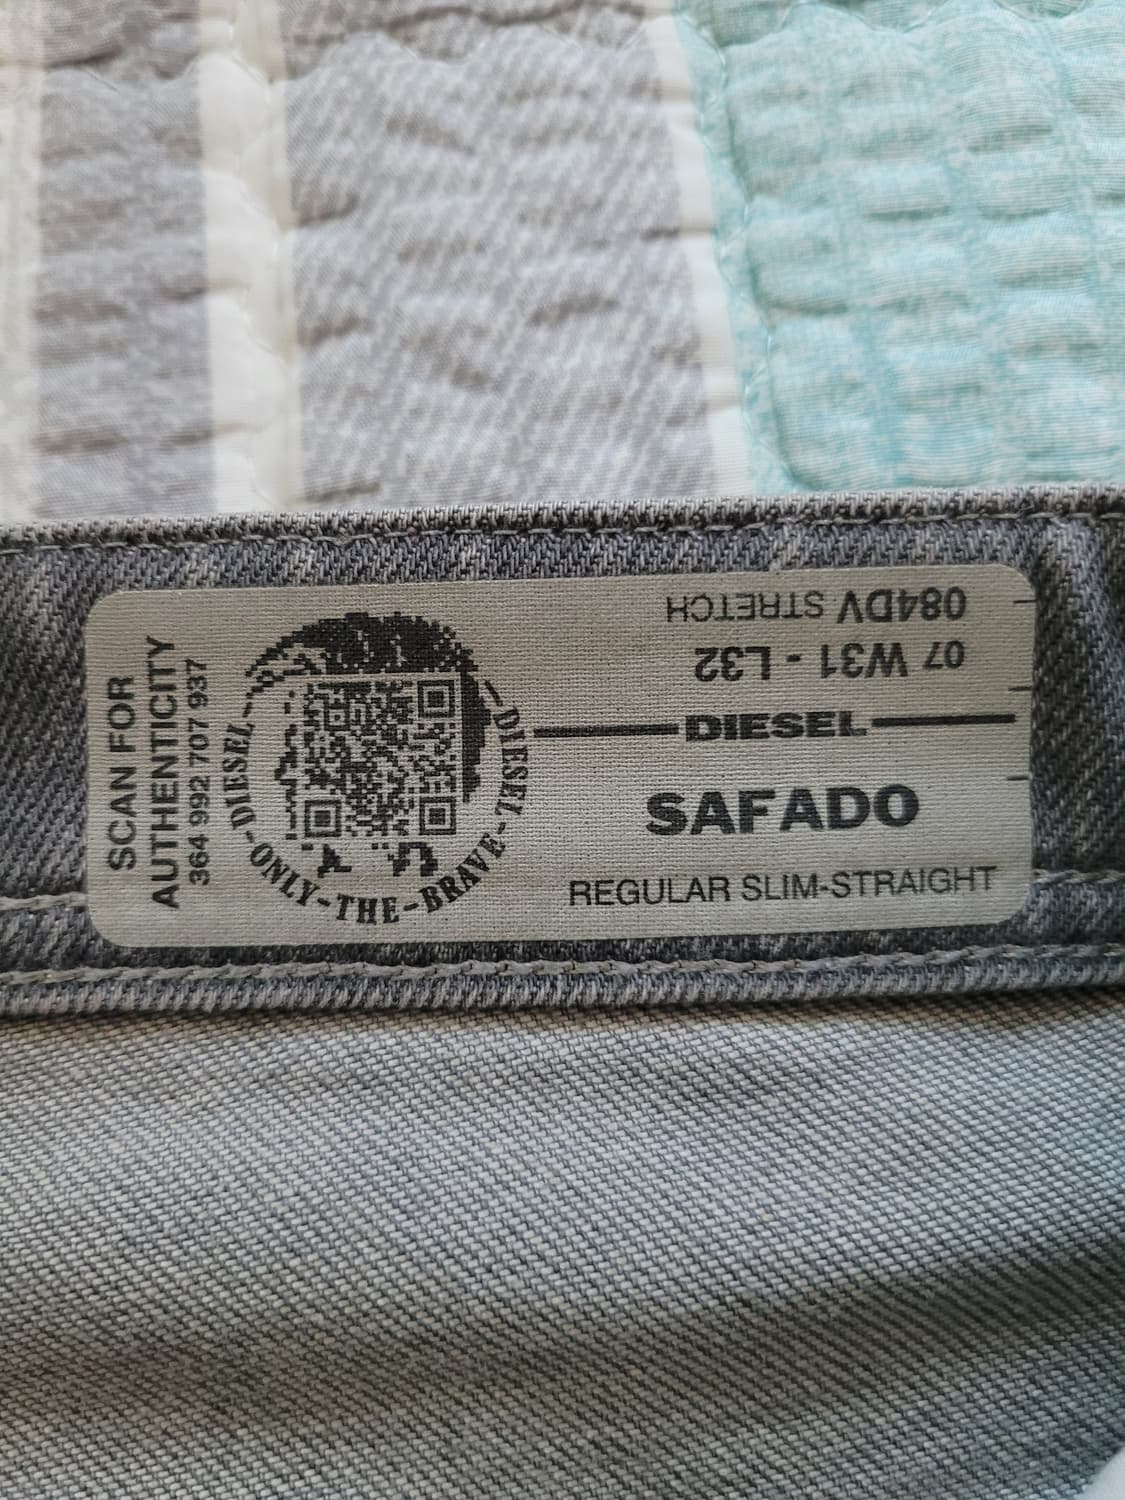 SCAN FOR
AUTHENTICITY
364 992 707 937
DIESEL
ONLY-THE-BRAVE
DIESEL
084DV STRETCH
07 W31 - L32
DIESEL
SAFADO
REGULAR SLIM-STRAIGHT